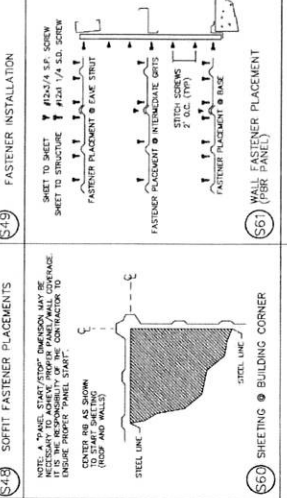 S48 SOFFIT FASTENER PLACEMENTS
S49 FASTENER INSTALLATION
NOTE: A "PANEL START/STOP" DIMENSION MAY BE
NECESSARY TO ACHIEVE PROPER PANEL/WALL COVERAGE.
IT IS THE RESPONSIBILITY OF THE CONTRACTOR TO
ENSURE PROPER "PANEL START".
CENTER RIB AS SHOWN
TO START SHEETING
(ROOF AND WALLS)
STEEL LINE
STEEL LINE
S60 SHEETING @ BUILDING CORNER
SHEET TO SHEET #12x3/4 S.P. SCREW
SHEET TO STRUCTURE #12x1 1/4 S.D. SCREW
FASTENER PLACEMENT @ EAVE STRUT
FASTENER PLACEMENT @ INTERMEDIATE GIRTS
STITCH SCREWS
2' O.C. (TYP)
FASTENER PLACEMENT @ BASE
S61 WALL FASTENER PLACEMENT
(PBR PANEL)